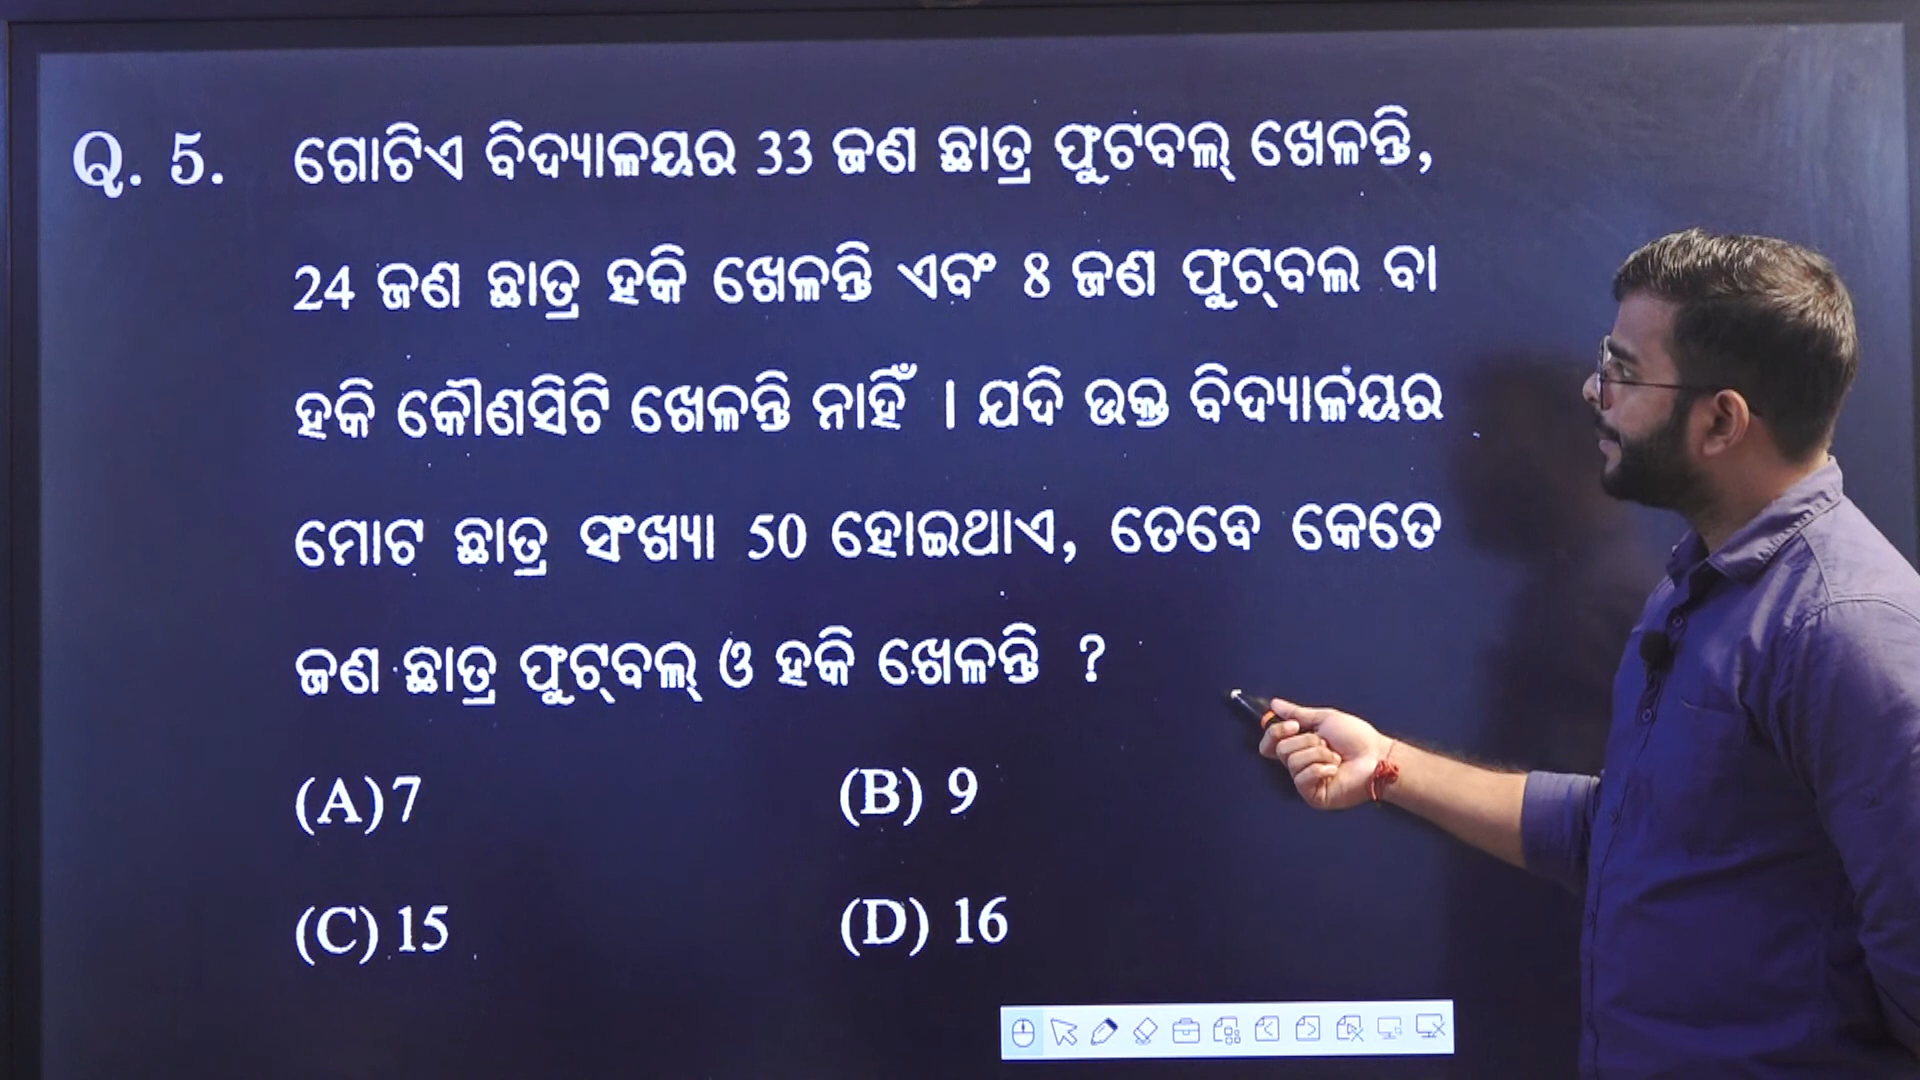 Q. 5. ଗୋଟିଏ ବିଦ୍ୟାଳୟର 33 ଜଣ ଛାତ୍ର ଫୁଟବଲ୍ ଖେଳନ୍ତି,
24 ଜଣ ଛାତ୍ର ହକି ଖେଳନ୍ତି ଏବଂ 8 ଜଣ ଫୁଟ୍‌ବଲ ବା
ହକି କୌଣସିଟି ଖେଳନ୍ତି ନାହିଁ । ଯଦି ଉକ୍ତ ବିଦ୍ୟାଳୟର
ମୋଟ ଛାତ୍ର ସଂଖ୍ୟା 50 ହୋଇଥାଏ, ତେବେ କେତେ
ଜଣ ଛାତ୍ର ଫୁଟ୍‌ବଲ୍ ଓ ହକି ଖେଳନ୍ତି ?
(A) 7 (B) 9
(C) 15 (D) 16